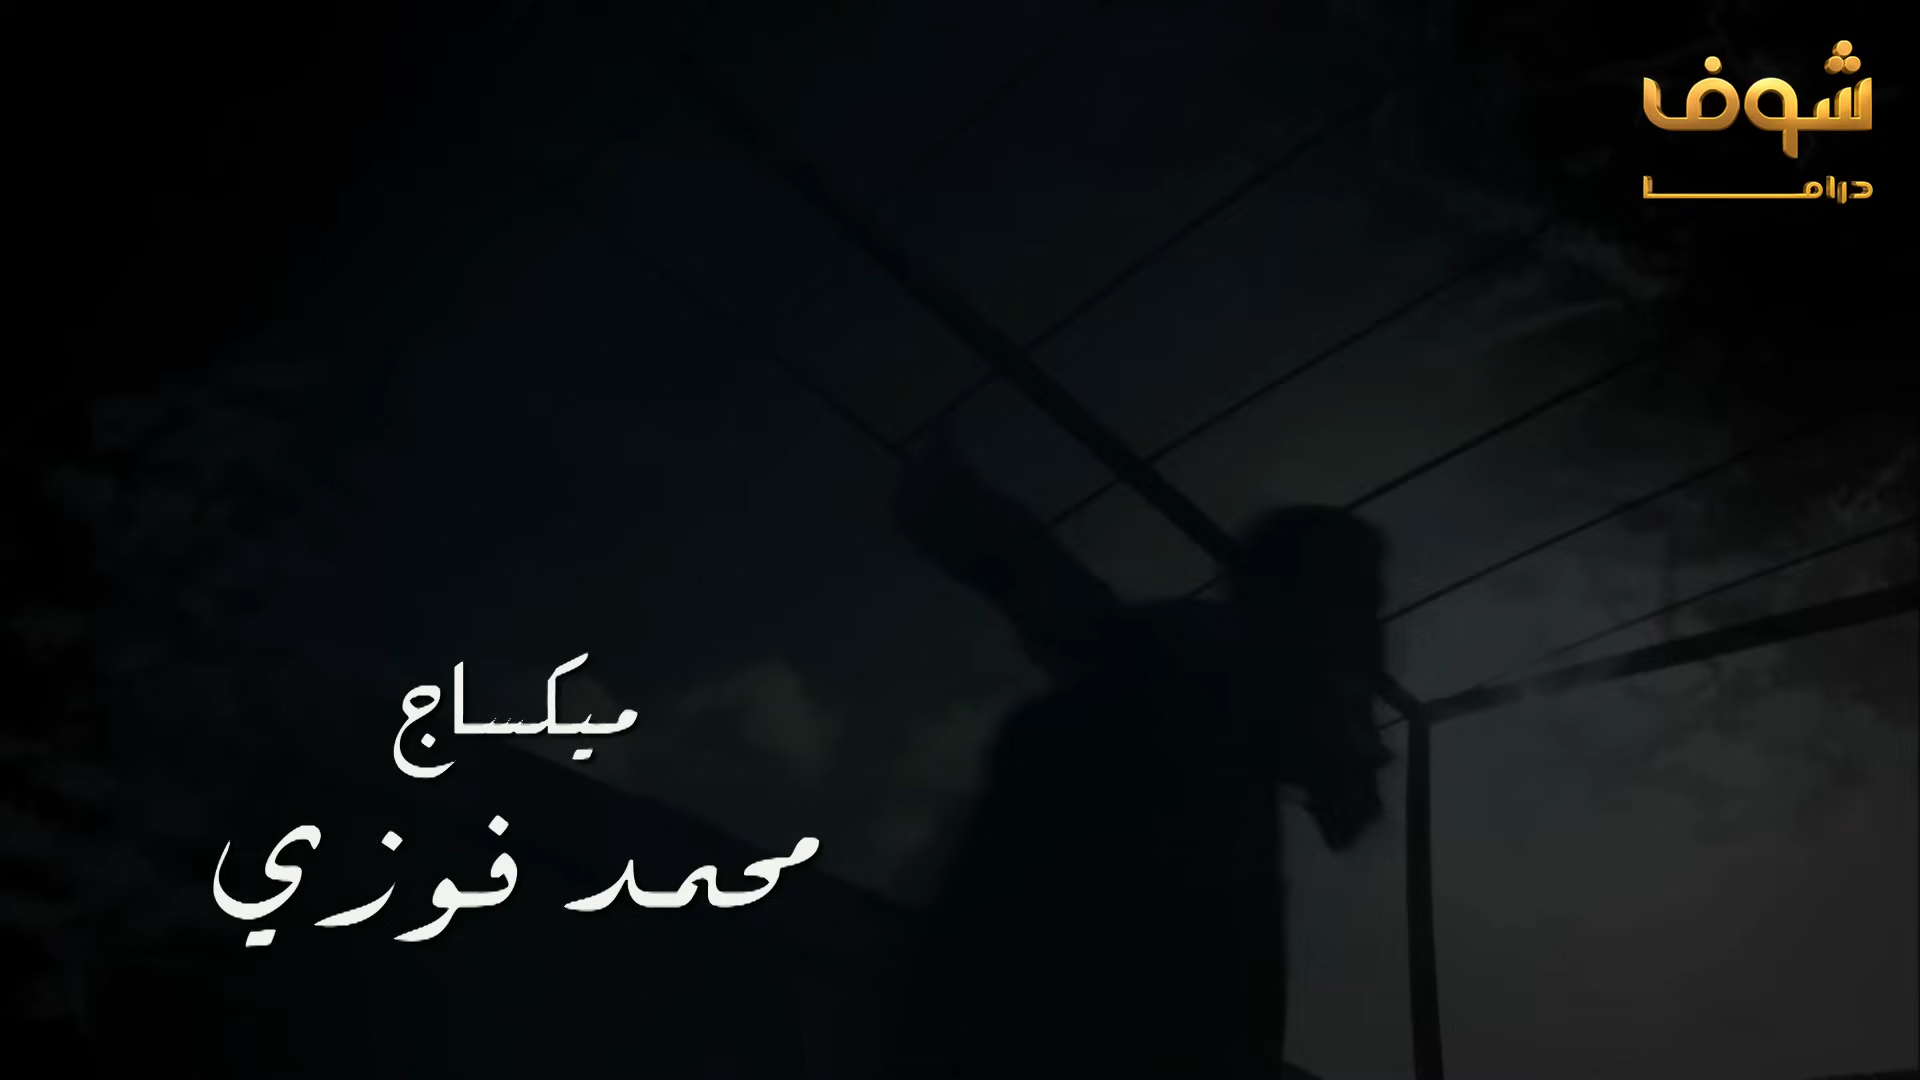 شوف
دراما
ميكساج
محمد فوزي